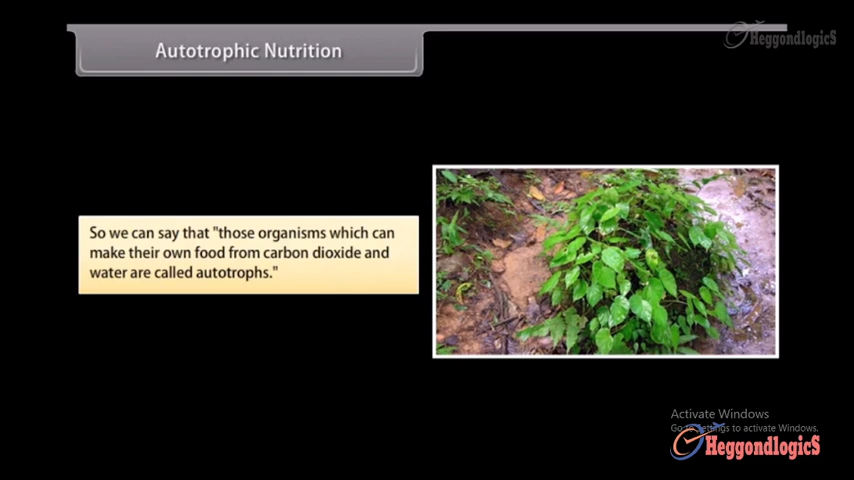 HeggondlogicS
Autotrophic Nutrition
So we can say that "those organisms which can
make their own food from carbon dioxide and
water are called autotrophs."
Activate Windows
Go to Settings to activate Windows.
HeggondlogicS